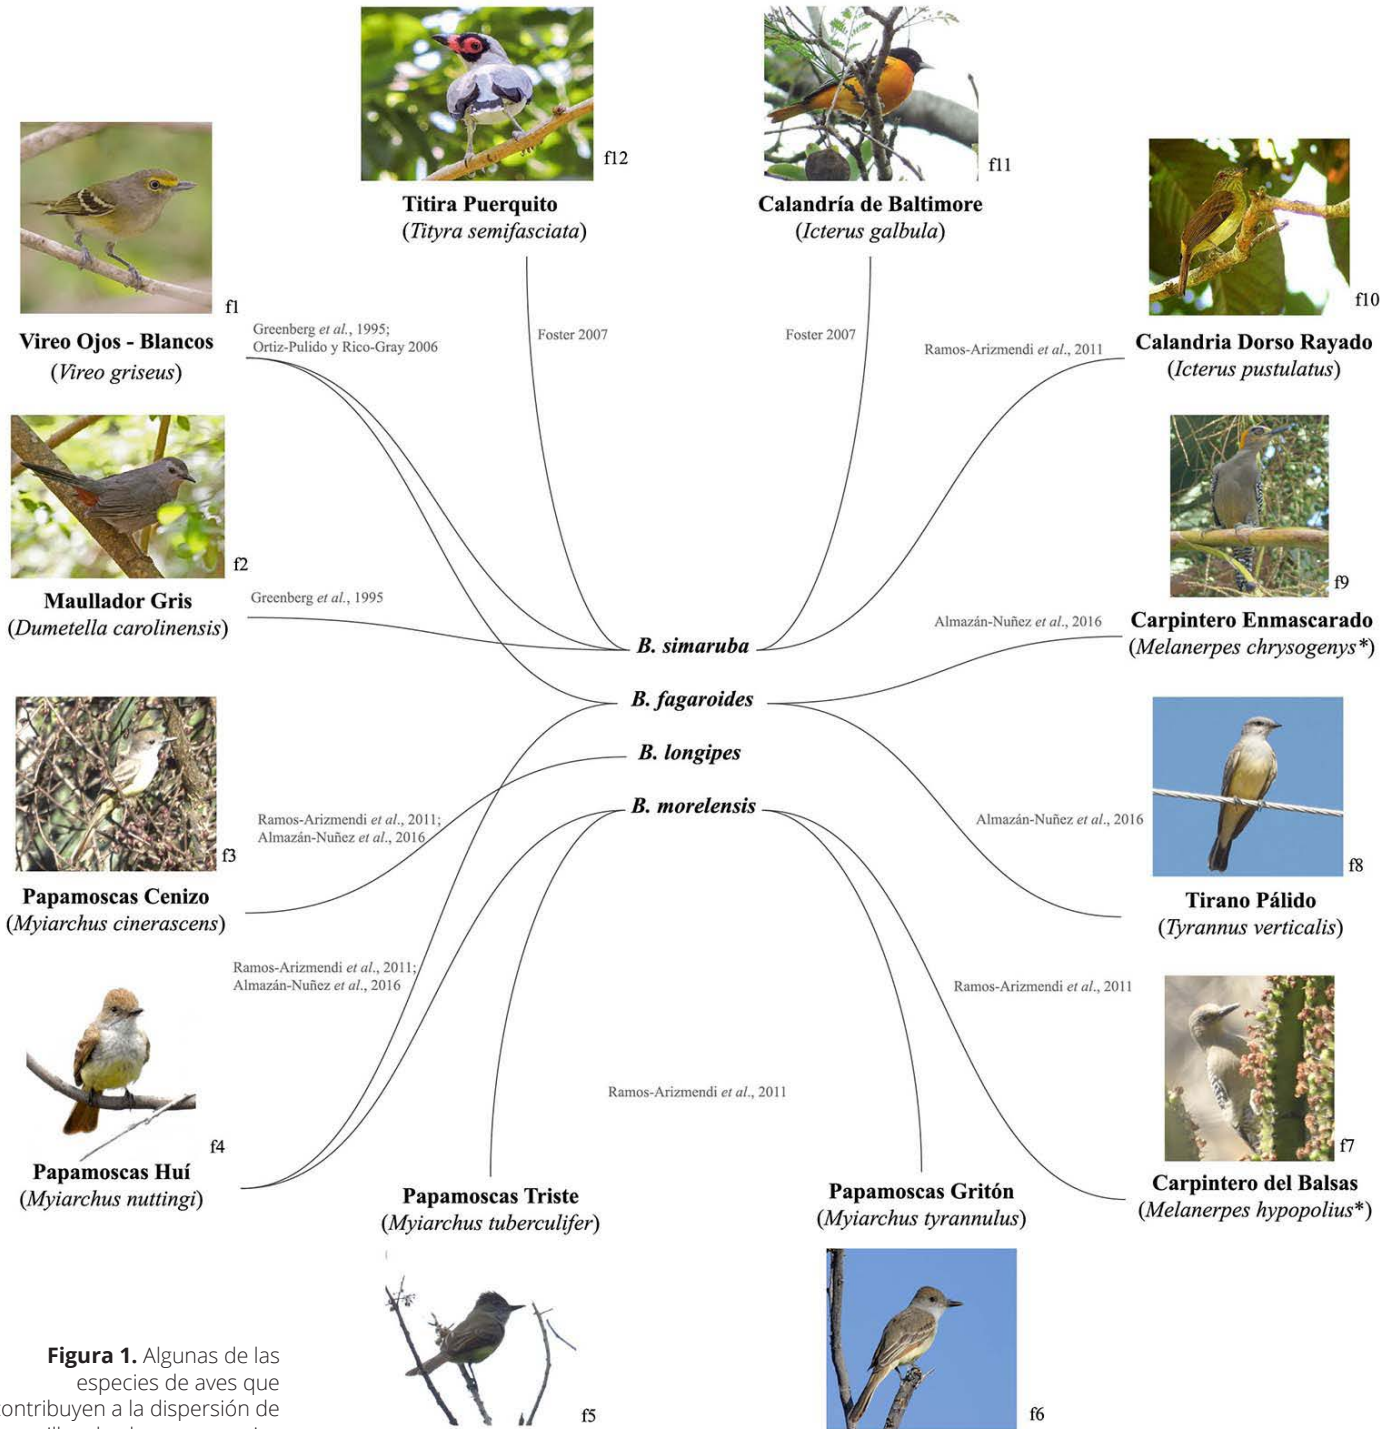 f12
Titira Puerquito
(Tityra semifasciata)
f11
Calandría de Baltimore
(Icterus galbula)
f1
Vireo Ojos - Blancos
(Vireo griseus)
f10
Calandria Dorso Rayado
(Icterus pustulatus)
Greenberg et al., 1995;
Ortiz-Pulido y Rico-Gray 2006
Foster 2007
Foster 2007
Ramos-Arizmendi et al., 2011
f2
Maullador Gris
(Dumetella carolinensis)
Greenberg et al., 1995
f9
Carpintero Enmascarado
(Melanerpes chrysogenys*)
Almazán-Nuñez et al., 2016
B. simaruba
B. fagaroides
B. longipes
B. morelensis
f3
Papamoscas Cenizo
(Myiarchus cinerascens)
Ramos-Arizmendi et al., 2011;
Almazán-Nuñez et al., 2016
Almazán-Nuñez et al., 2016
f8
Tirano Pálido
(Tyrannus verticalis)
Ramos-Arizmendi et al., 2011;
Almazán-Nuñez et al., 2016
Ramos-Arizmendi et al., 2011
f4
Papamoscas Huí
(Myiarchus nuttingi)
Ramos-Arizmendi et al., 2011
f7
Carpintero del Balsas
(Melanerpes hypopolius*)
Papamoscas Triste
(Myiarchus tuberculifer)
f5
Papamoscas Gritón
(Myiarchus tyrannulus)
f6
Figura 1. Algunas de las
especies de aves que
contribuyen a la dispersión de